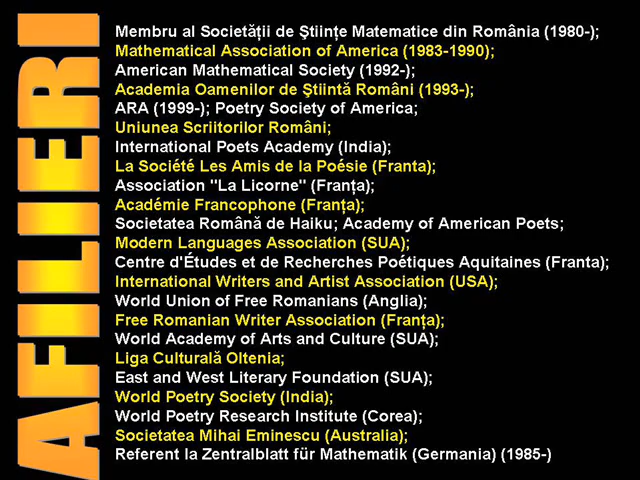 AFILIERI
Membru al Societății de Științe Matematice din România (1980-);
Mathematical Association of America (1983-1990);
American Mathematical Society (1992-);
Academia Oamenilor de Ştiintă Români (1993-);
ARA (1999-); Poetry Society of America;
Uniunea Scriitorilor Români;
International Poets Academy (India);
La Société Les Amis de la Poésie (Franta);
Association "La Licorne" (Franța);
Académie Francophone (Franța);
Societatea Română de Haiku; Academy of American Poets;
Modern Languages Association (SUA);
Centre d'Études et de Recherches Poétiques Aquitaines (Franta);
International Writers and Artist Association (USA);
World Union of Free Romanians (Anglia);
Free Romanian Writer Association (Franța);
World Academy of Arts and Culture (SUA);
Liga Culturală Oltenia;
East and West Literary Foundation (SUA);
World Poetry Society (India);
World Poetry Research Institute (Corea);
Societatea Mihai Eminescu (Australia);
Referent la Zentralblatt für Mathematik (Germania) (1985-)